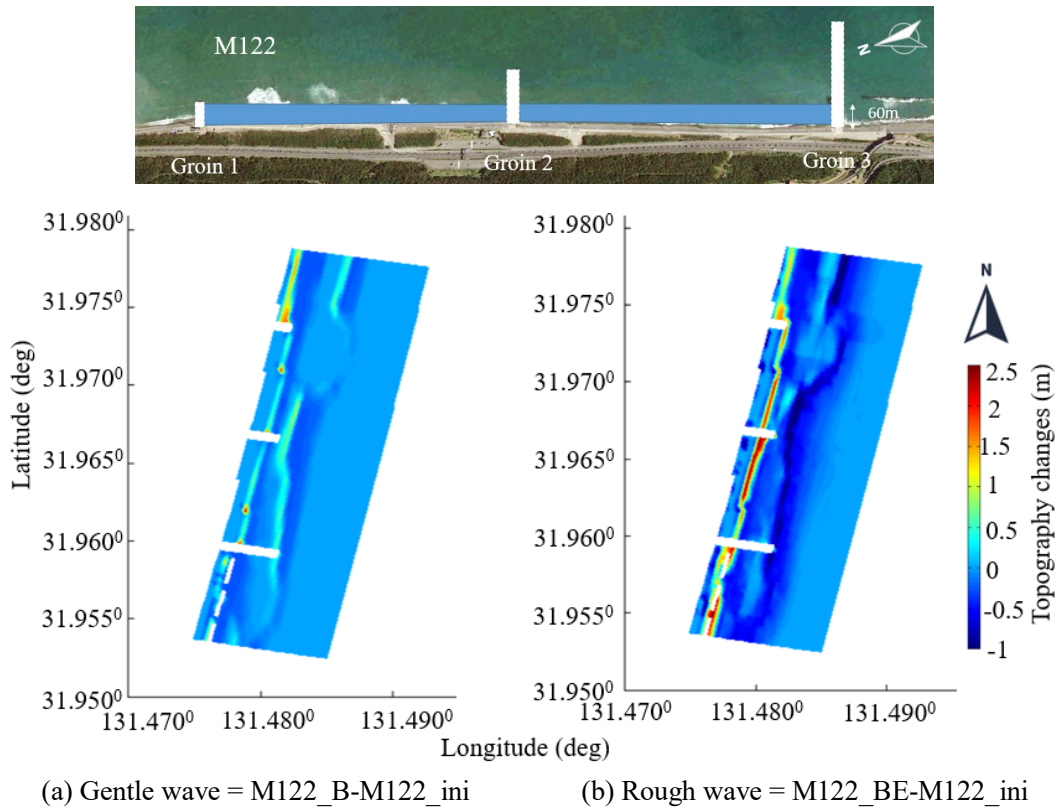 M122
N
60m
Groin 1
Groin 2
Groin 3
31.980⁰
31.975⁰
31.970⁰
31.965⁰
31.960⁰
31.955⁰
31.950⁰
131.470⁰ 131.480⁰ 131.490⁰
Latitude (deg)
31.980⁰
31.975⁰
31.970⁰
31.965⁰
31.960⁰
31.955⁰
31.950⁰
131.470⁰ 131.480⁰ 131.490⁰
N
2.5
2
1.5
1
0.5
0
-0.5
-1
Topography changes (m)
Longitude (deg)
(a) Gentle wave = M122_B-M122_ini
(b) Rough wave = M122_BE-M122_ini